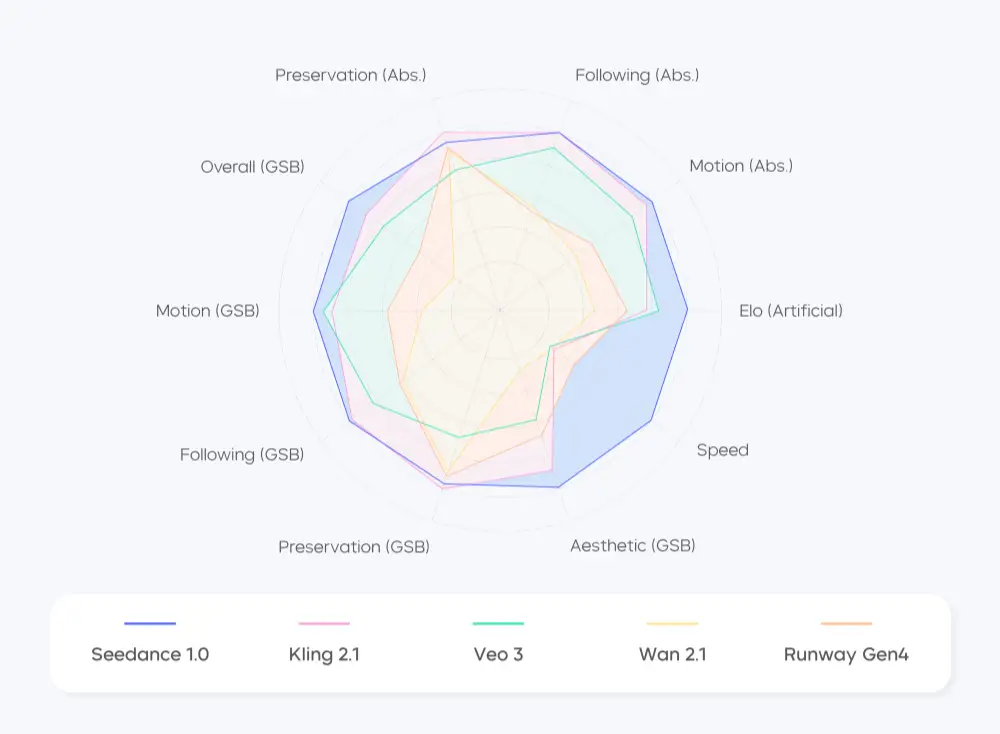 Preservation (Abs.)
Following (Abs.)
Overall (GSB)
Motion (Abs.)
Motion (GSB)
Elo (Artificial)
Following (GSB)
Speed
Preservation (GSB)
Aesthetic (GSB)
Seedance 1.0
Kling 2.1
Veo 3
Wan 2.1
Runway Gen4